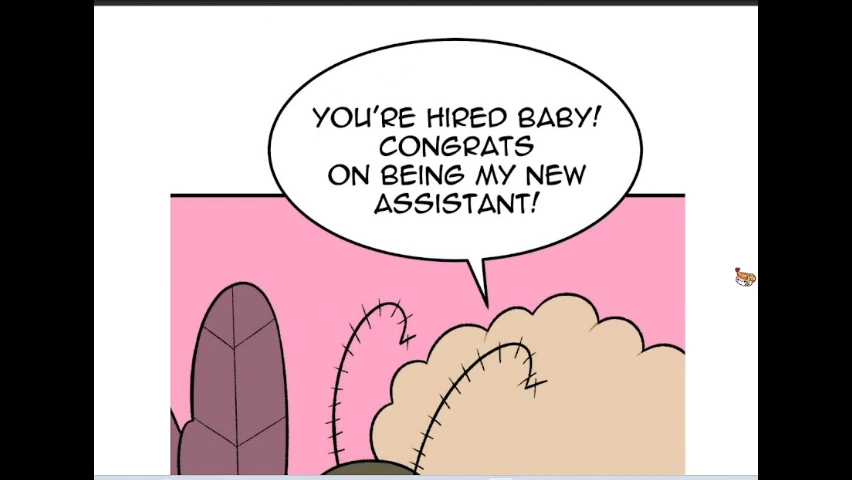 YOU'RE HIRED BABY!
CONGRATS
ON BEING MY NEW
ASSISTANT!